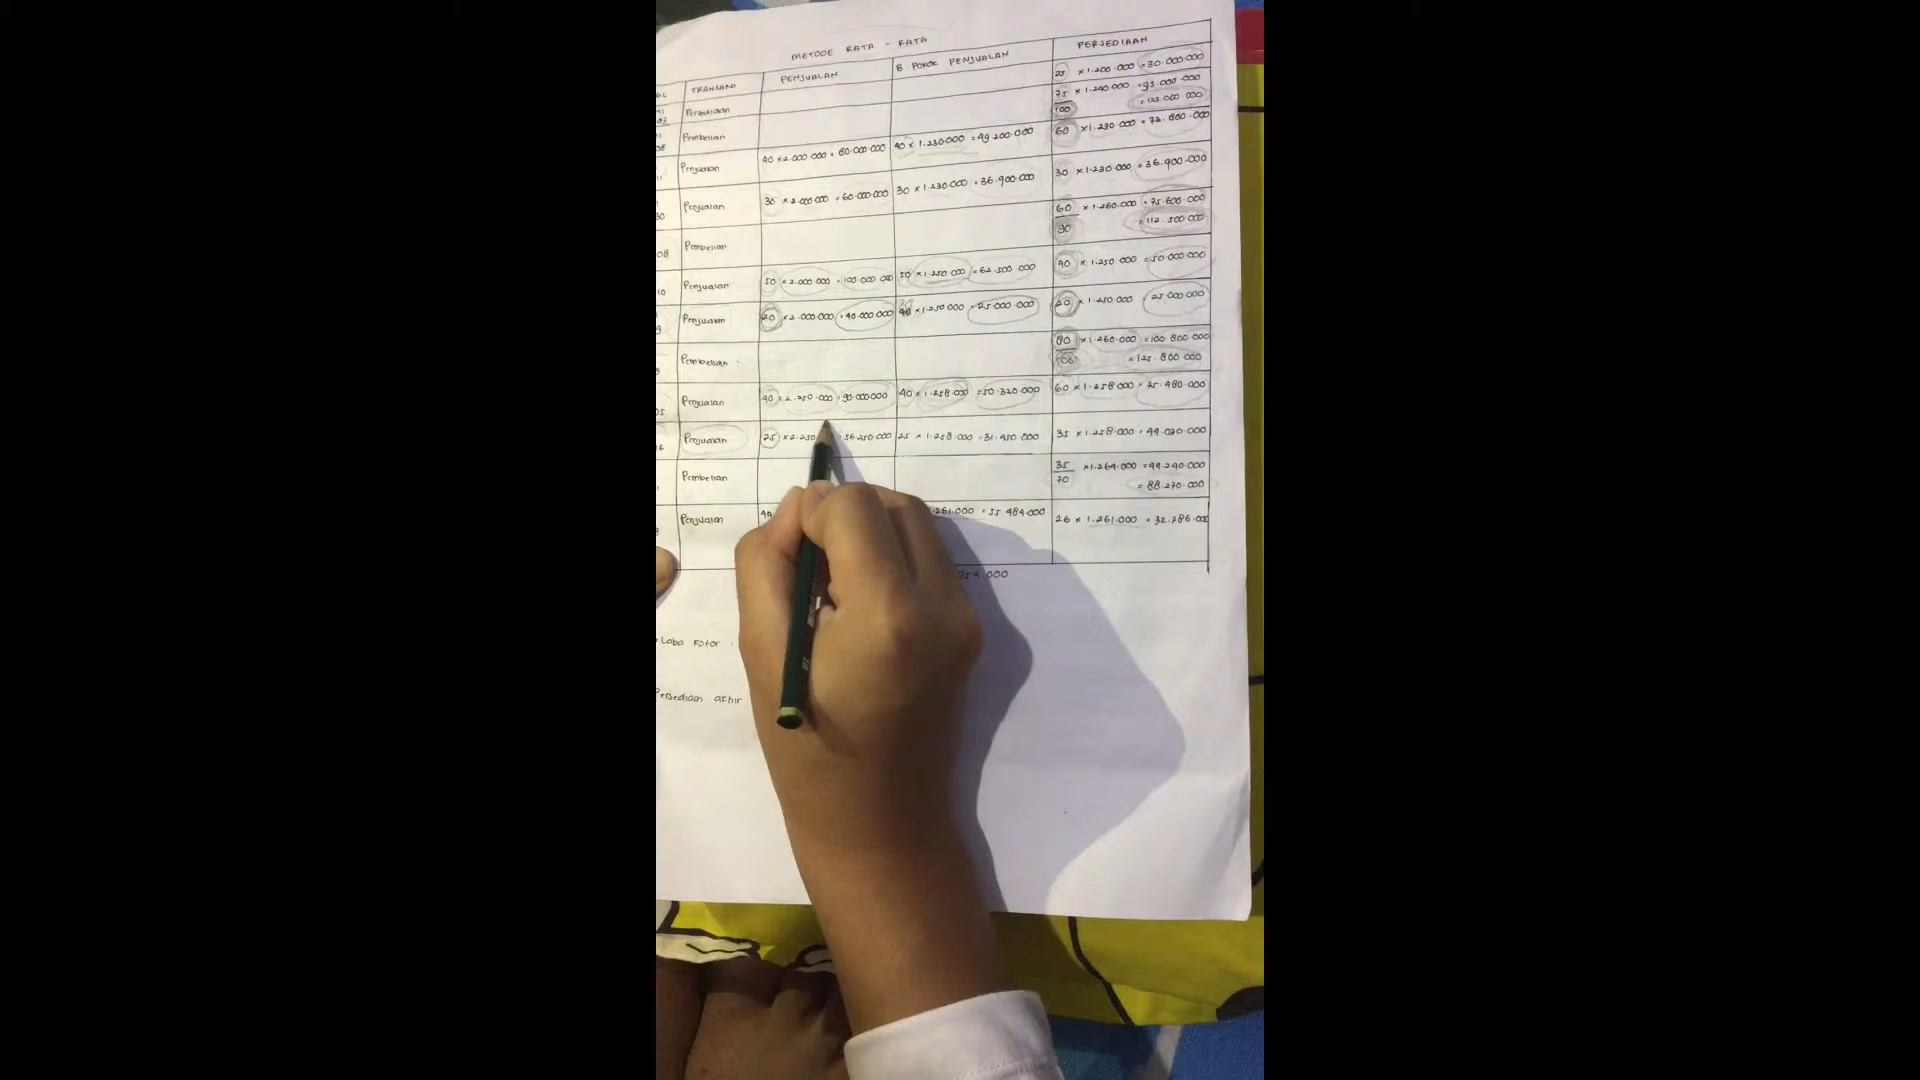 METODE RATA - RATA
TRANSAKSI PENJUALAN B POKOK PENJUALAN PERSEDIAAN
Persediaan 25 × 1.200.000 = 30.000.000
Pembelian 75 × 1.240.000 = 93.000.000
100 = 123.000.000
Penjualan 40 × 2.000.000 = 80.000.000 40 × 1.230.000 = 49.200.000 60 × 1.230.000 = 73.800.000
Penjualan 30 × 2.000.000 = 60.000.000 30 × 1.230.000 = 36.900.000 30 × 1.230.000 = 36.900.000
Pembelian 60 × 1.260.000 = 75.600.000
90 = 112.500.000
Penjualan 50 × 2.000.000 = 100.000.000 50 × 1.250.000 = 62.500.000 40 × 1.250.000 = 50.000.000
Penjualan 20 × 2.000.000 = 40.000.000 × 1.250.000 = 25.000.000 20 × 1.250.000 = 25.000.000
Pembelian 80 × 1.260.000 = 100.800.000
100 = 125.800.000
Penjualan 40 × 2.250.000 = 90.000.000 40 × 1.258.000 = 50.320.000 60 × 1.258.000 = 75.480.000
Penjualan 25 × 2.250 = 56.250.000 25 × 1.258.000 = 31.450.000 35 × 1.258.000 = 44.030.000
Pembelian 35 × 1.264.000 = 44.240.000
70 = 88.270.000
Penjualan 44 1.261.000 = 55.484.000 26 × 1.261.000 = 32.786.000
854.000
Laba Kotor :
Persediaan akhir